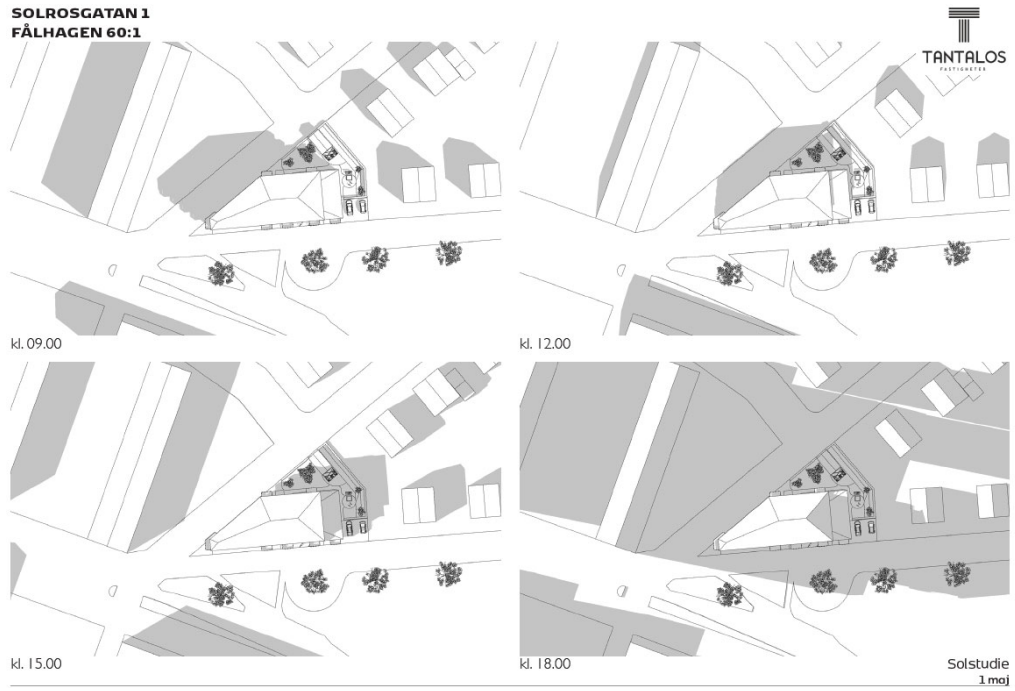 SOLROSGATAN 1
FÅLHAGEN 60:1
TANTALOS
FASTIGHETER
kl. 09.00
kl. 12.00
kl. 15.00
kl. 18.00
Solstudie
1 maj